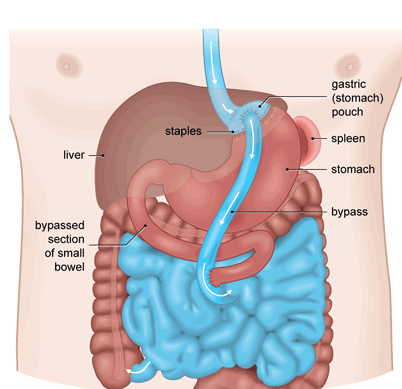 gastric
(stomach)
pouch
staples
spleen
liver
stomach
bypass
bypassed
section
of small
bowel